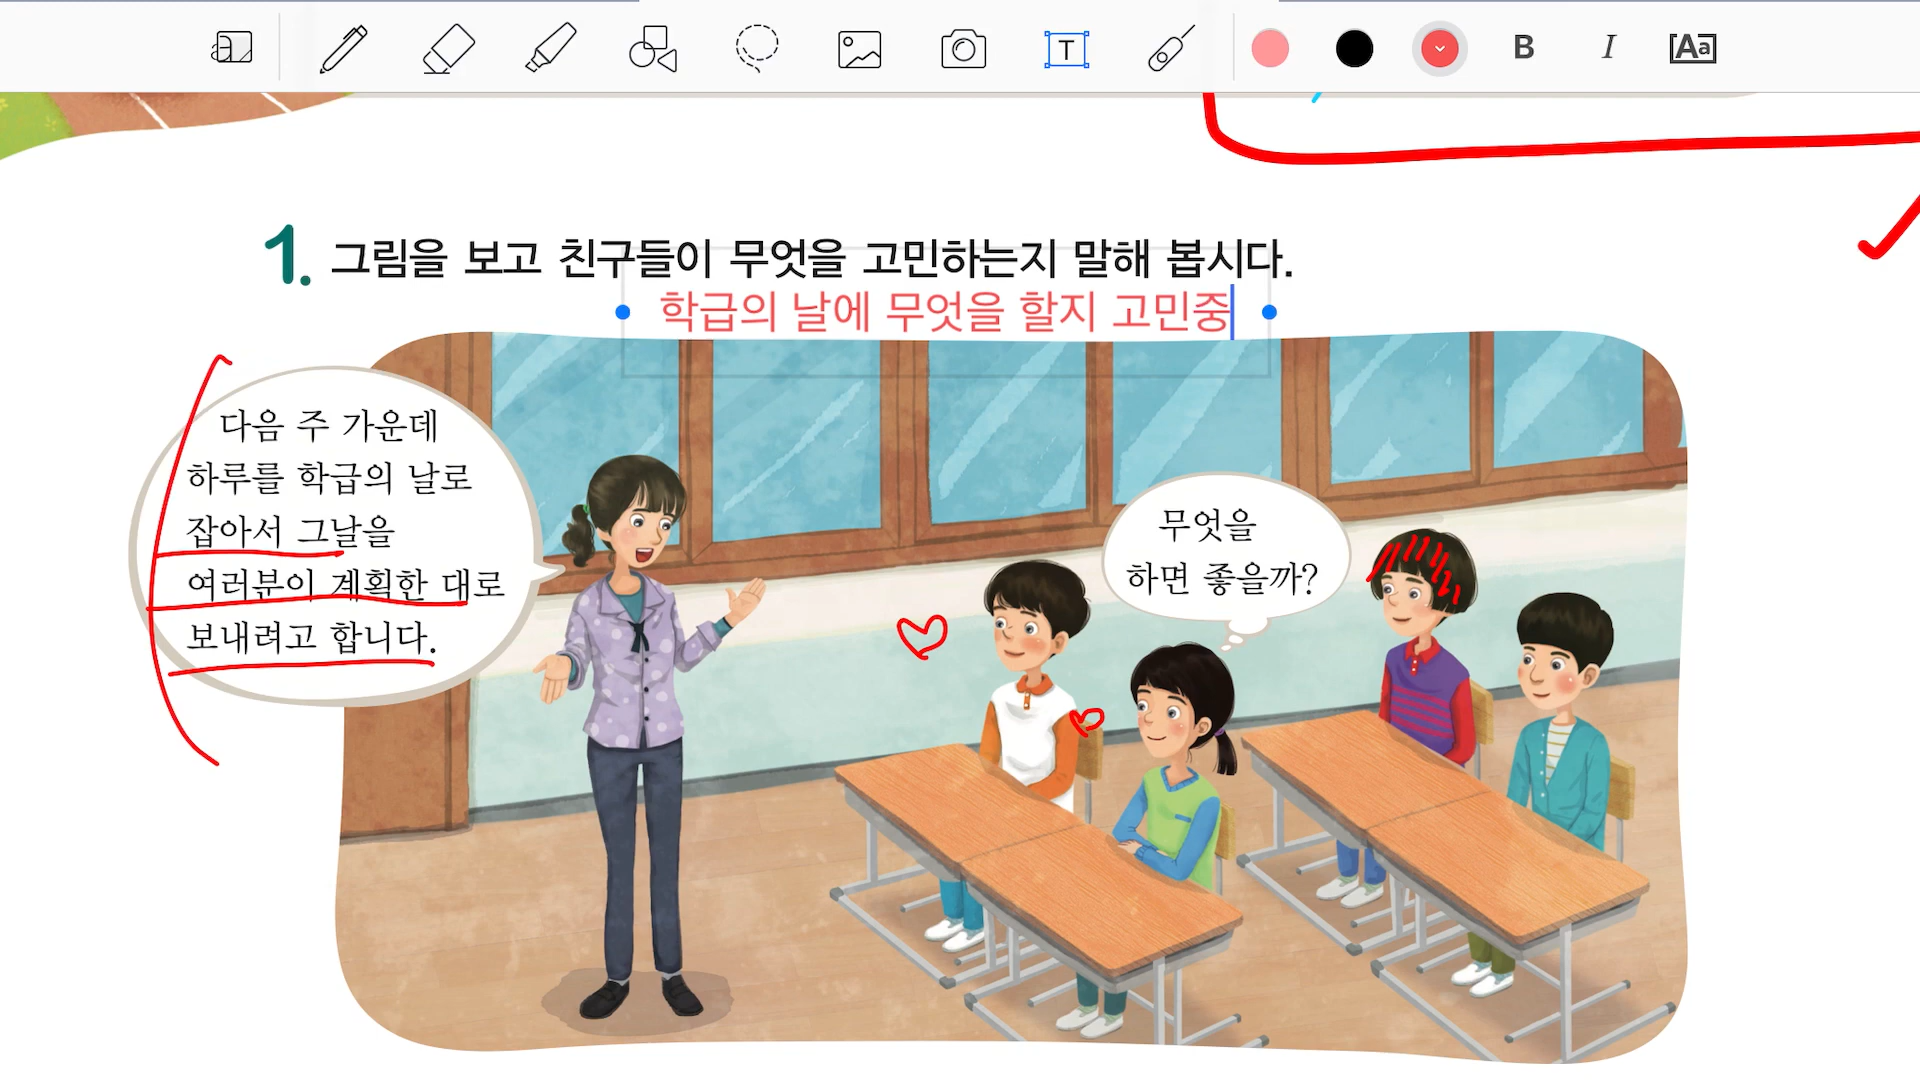 a
T
B
I
Aa
1. 그림을 보고 친구들이 무엇을 고민하는지 말해 봅시다.
학급의 날에 무엇을 할지 고민중
다음 주 가운데
하루를 학급의 날로
잡아서 그날을
여러분이 계획한 대로
보내려고 합니다.
무엇을
하면 좋을까?